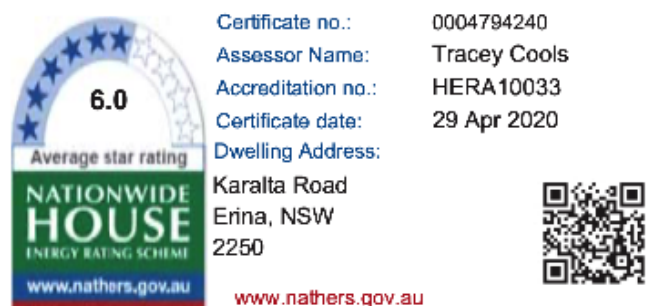 6.0
Average star rating
NATIONWIDE
HOUSE
ENERGY RATING SCHEME
www.nathers.gov.au
Certificate no.: 0004794240
Assessor Name: Tracey Cools
Accreditation no.: HERA10033
Certificate date: 29 Apr 2020
Dwelling Address:
Karalta Road
Erina, NSW
2250
www.nathers.gov.au